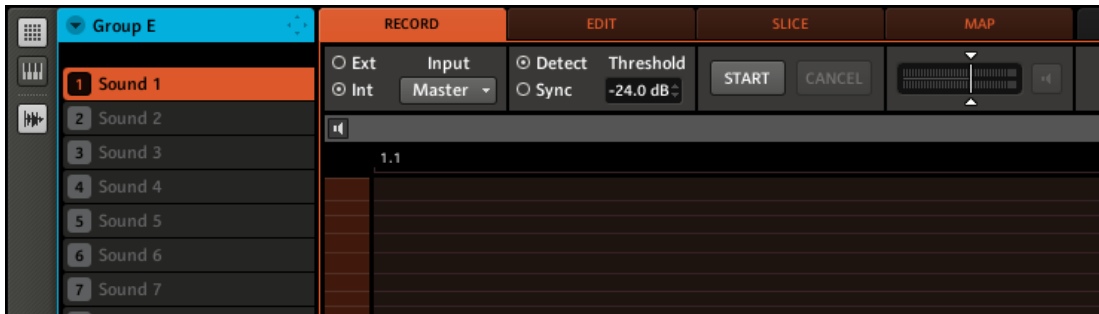 Group E
RECORD EDIT SLICE MAP
Ext Input Detect Threshold
Int Master Sync -24.0 dB
START CANCEL
1 Sound 1
2 Sound 2
3 Sound 3
4 Sound 4
5 Sound 5
6 Sound 6
7 Sound 7
1.1